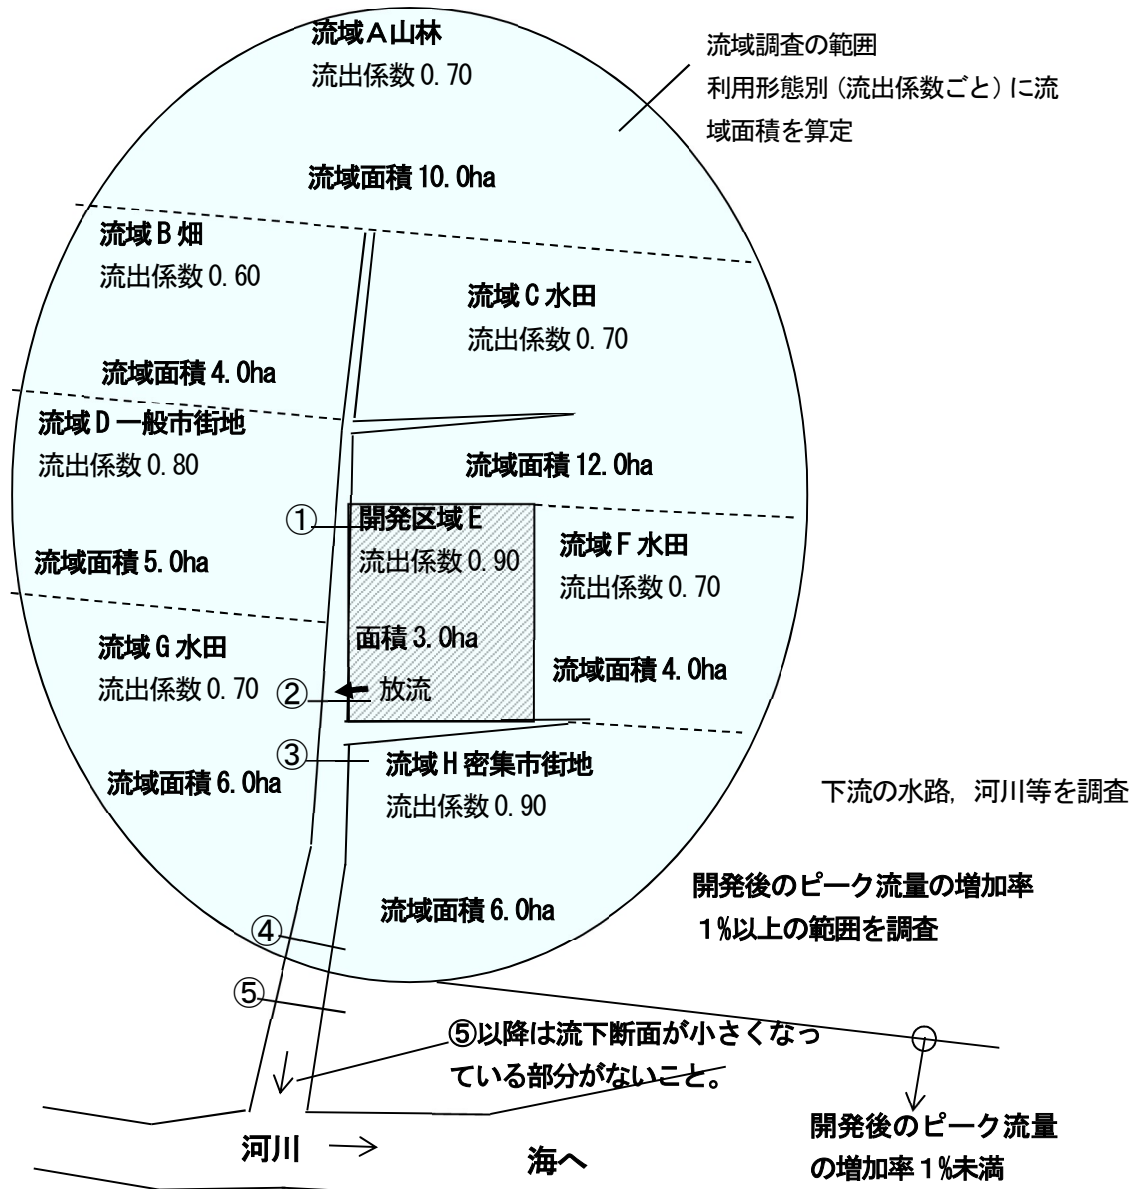 流域A山林
流出係数 0.70
流域面積 10.0ha
流域調査の範囲
利用形態別（流出係数ごと）に流
域面積を算定
流域 B 畑
流出係数 0.60
流域面積 4.0ha
流域 C 水田
流出係数 0.70
流域面積 12.0ha
流域 D 一般市街地
流出係数 0.80
流域面積 5.0ha
①
開発区域 E
流出係数 0.90
面積 3.0ha
放流
流域 F 水田
流出係数 0.70
流域面積 4.0ha
流域 G 水田
流出係数 0.70
流域面積 6.0ha
②
③
流域 H 密集市街地
流出係数 0.90
流域面積 6.0ha
下流の水路，河川等を調査
開発後のピーク流量の増加率
１%以上の範囲を調査
④
⑤
⑤以降は流下断面が小さくなっ
ている部分がないこと。
河川
海へ
開発後のピーク流量
の増加率１%未満